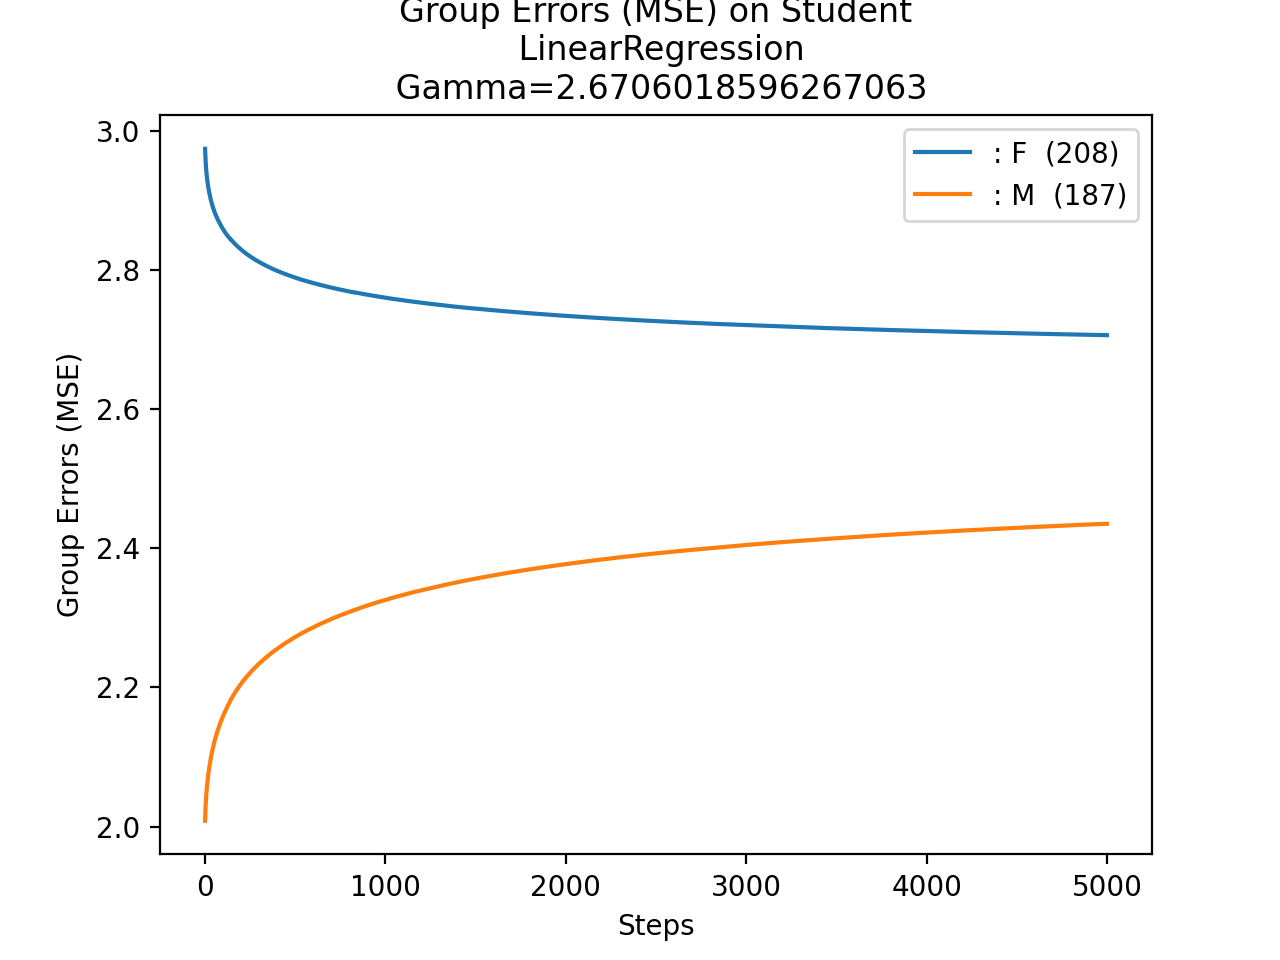 Group Errors (MSE) on Student
LinearRegression
Gamma=2.6706018596267063
: F (208)
: M (187)
3.0
2.8
2.6
2.4
2.2
2.0
Group Errors (MSE)
0 1000 2000 3000 4000 5000
Steps